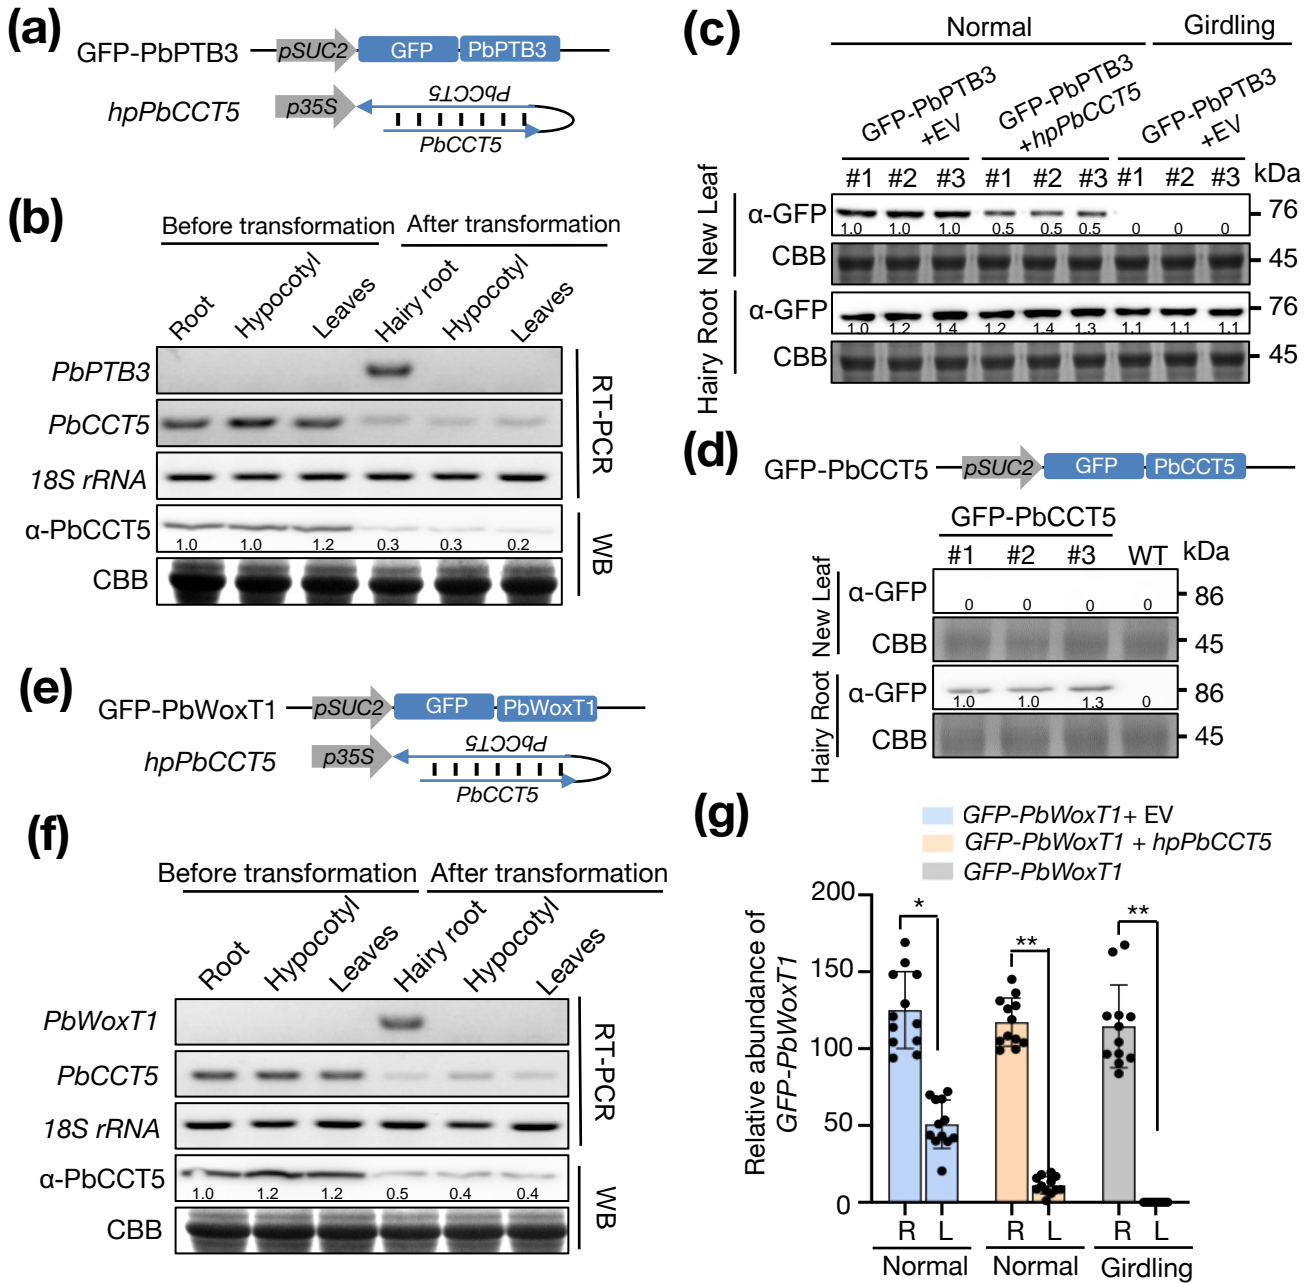 (a)
GFP-PbPTB3
pSUC2
GFP
PbPTB3
hpPbCCT5
p35S
PbCCT5
PbCCT5
(b)
Before transformation
After transformation
Root
Hypocotyl
Leaves
Hairy root
Hypocotyl
Leaves
PbPTB3
PbCCT5
18S rRNA
RT-PCR
α-PbCCT5
1.0 1.0 1.2 0.3 0.3 0.2
CBB
WB
(c)
Normal
Girdling
GFP-PbPTB3
+EV
GFP-PbPTB3
+hpPbCCT5
GFP-PbPTB3
+EV
#1 #2 #3 #1 #2 #3 #1 #2 #3 kDa
New Leaf
α-GFP
1.0 1.0 1.0 0.5 0.5 0.5 0 0 0
76
CBB
45
Hairy Root
α-GFP
1.0 1.2 1.4 1.2 1.4 1.3 1.1 1.1 1.1
76
CBB
45
(d)
GFP-PbCCT5
pSUC2
GFP
PbCCT5
GFP-PbCCT5
#1 #2 #3 WT kDa
New Leaf
α-GFP
0 0 0 0
86
CBB
45
Hairy Root
α-GFP
1.0 1.0 1.3 0
86
CBB
45
(e)
GFP-PbWoxT1
pSUC2
GFP
PbWoxT1
hpPbCCT5
p35S
PbCCT5
PbCCT5
(f)
Before transformation
After transformation
Root
Hypocotyl
Leaves
Hairy root
Hypocotyl
Leaves
PbWoxT1
PbCCT5
18S rRNA
RT-PCR
α-PbCCT5
1.0 1.2 1.2 0.5 0.4 0.4
CBB
WB
(g)
GFP-PbWoxT1+ EV
GFP-PbWoxT1 + hpPbCCT5
GFP-PbWoxT1
Relative abundance of
GFP-PbWoxT1
200
150
100
50
0
*
**
**
R L R L R L
Normal Normal Girdling